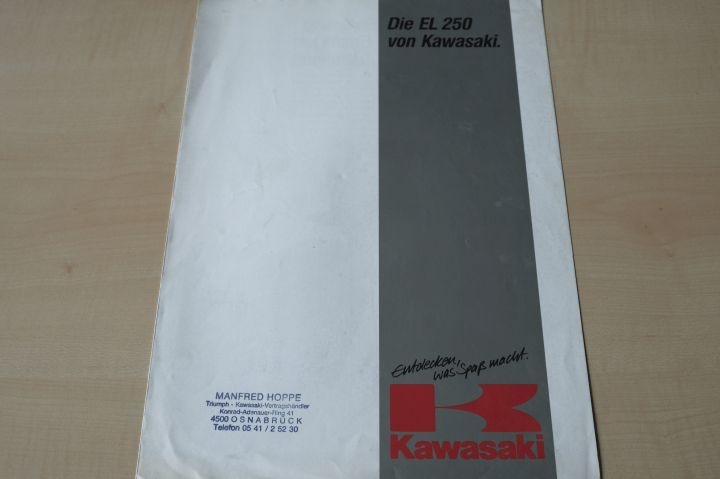 Die EL 250
von Kawasaki.
Entdecken,
was Spaß macht.
Kawasaki
MANFRED HOPPE
Triumph - Kawasaki-Vertragshändler
Konrad-Adenauer-Ring 41
4500 OSNABRÜCK
Telefon 05 41 / 2 52 30